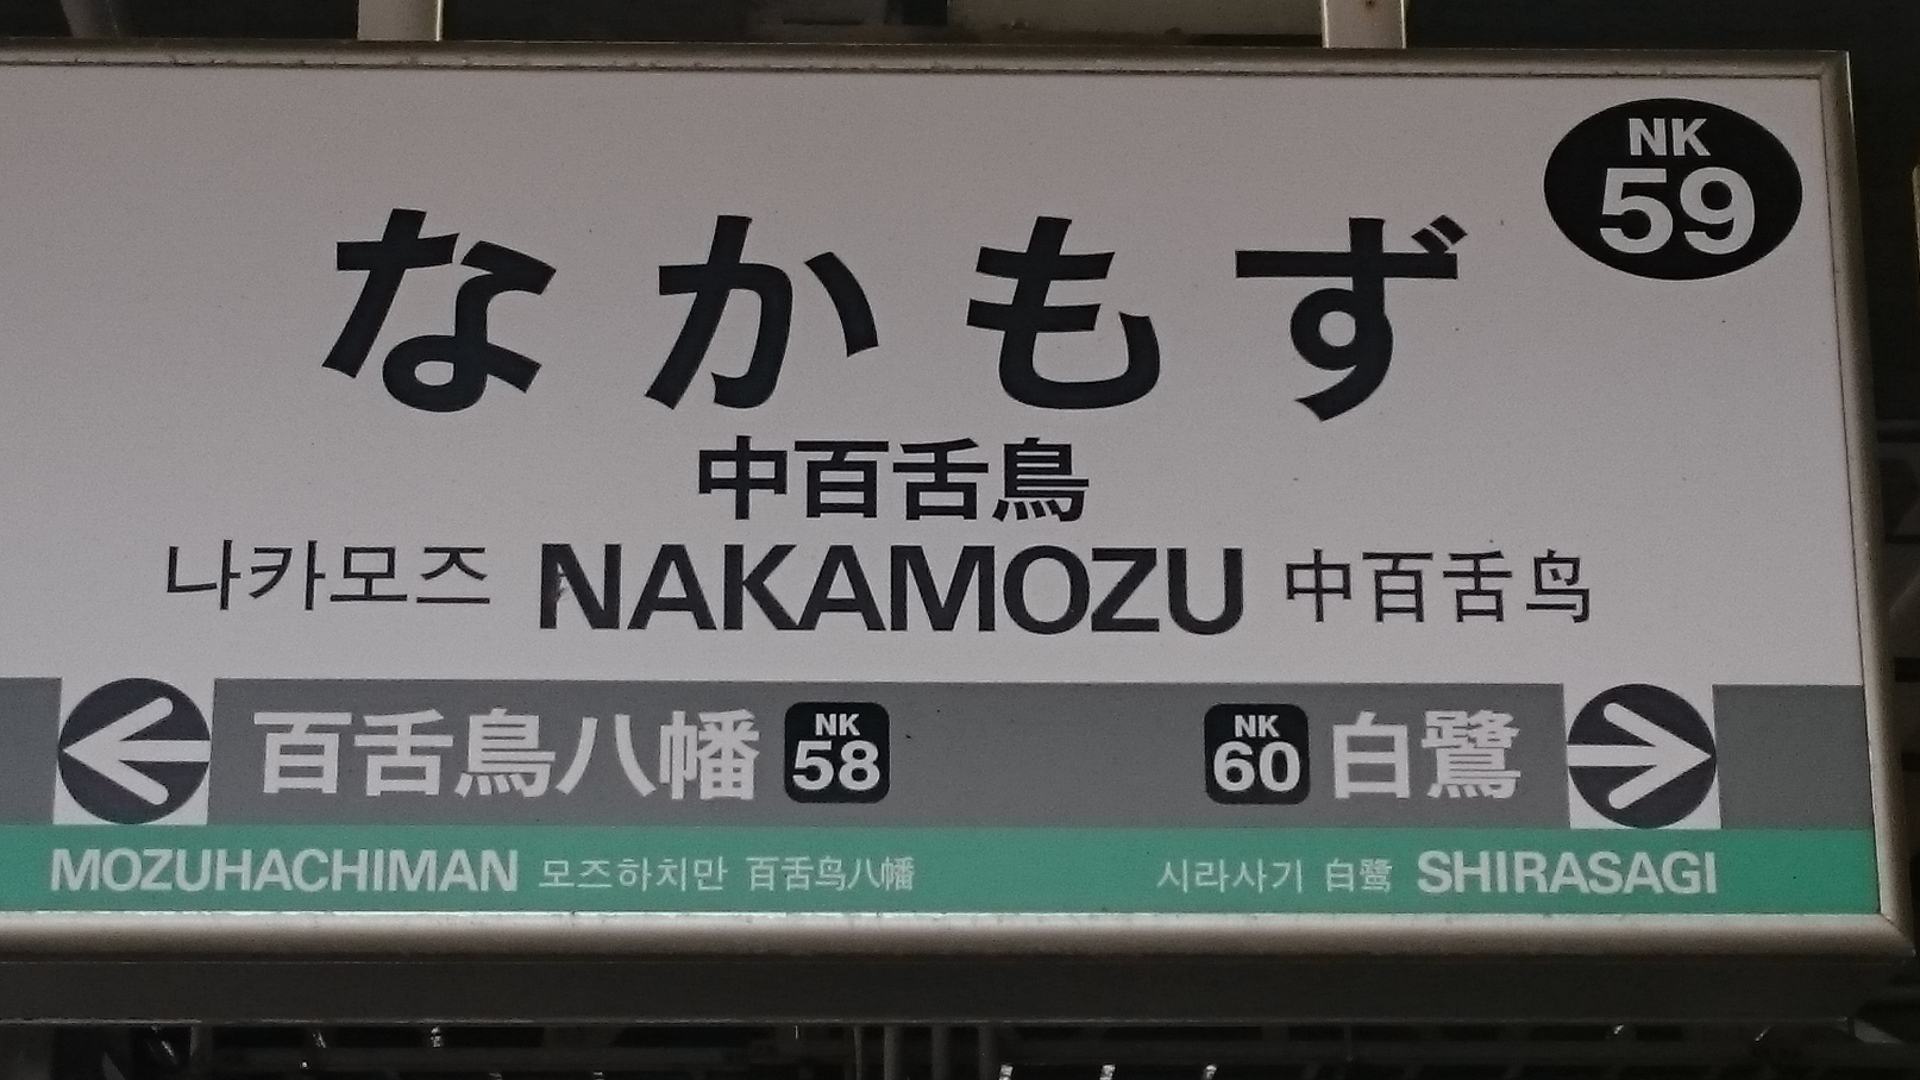 NK
59
なかもず
中百舌鳥
나카모즈 NAKAMOZU 中百舌鸟
百舌鳥八幡 NK 58 NK 60 白鷺
MOZUHACHIMAN 모즈하치만 百舌鸟八幡 시라사기 白鹭 SHIRASAGI